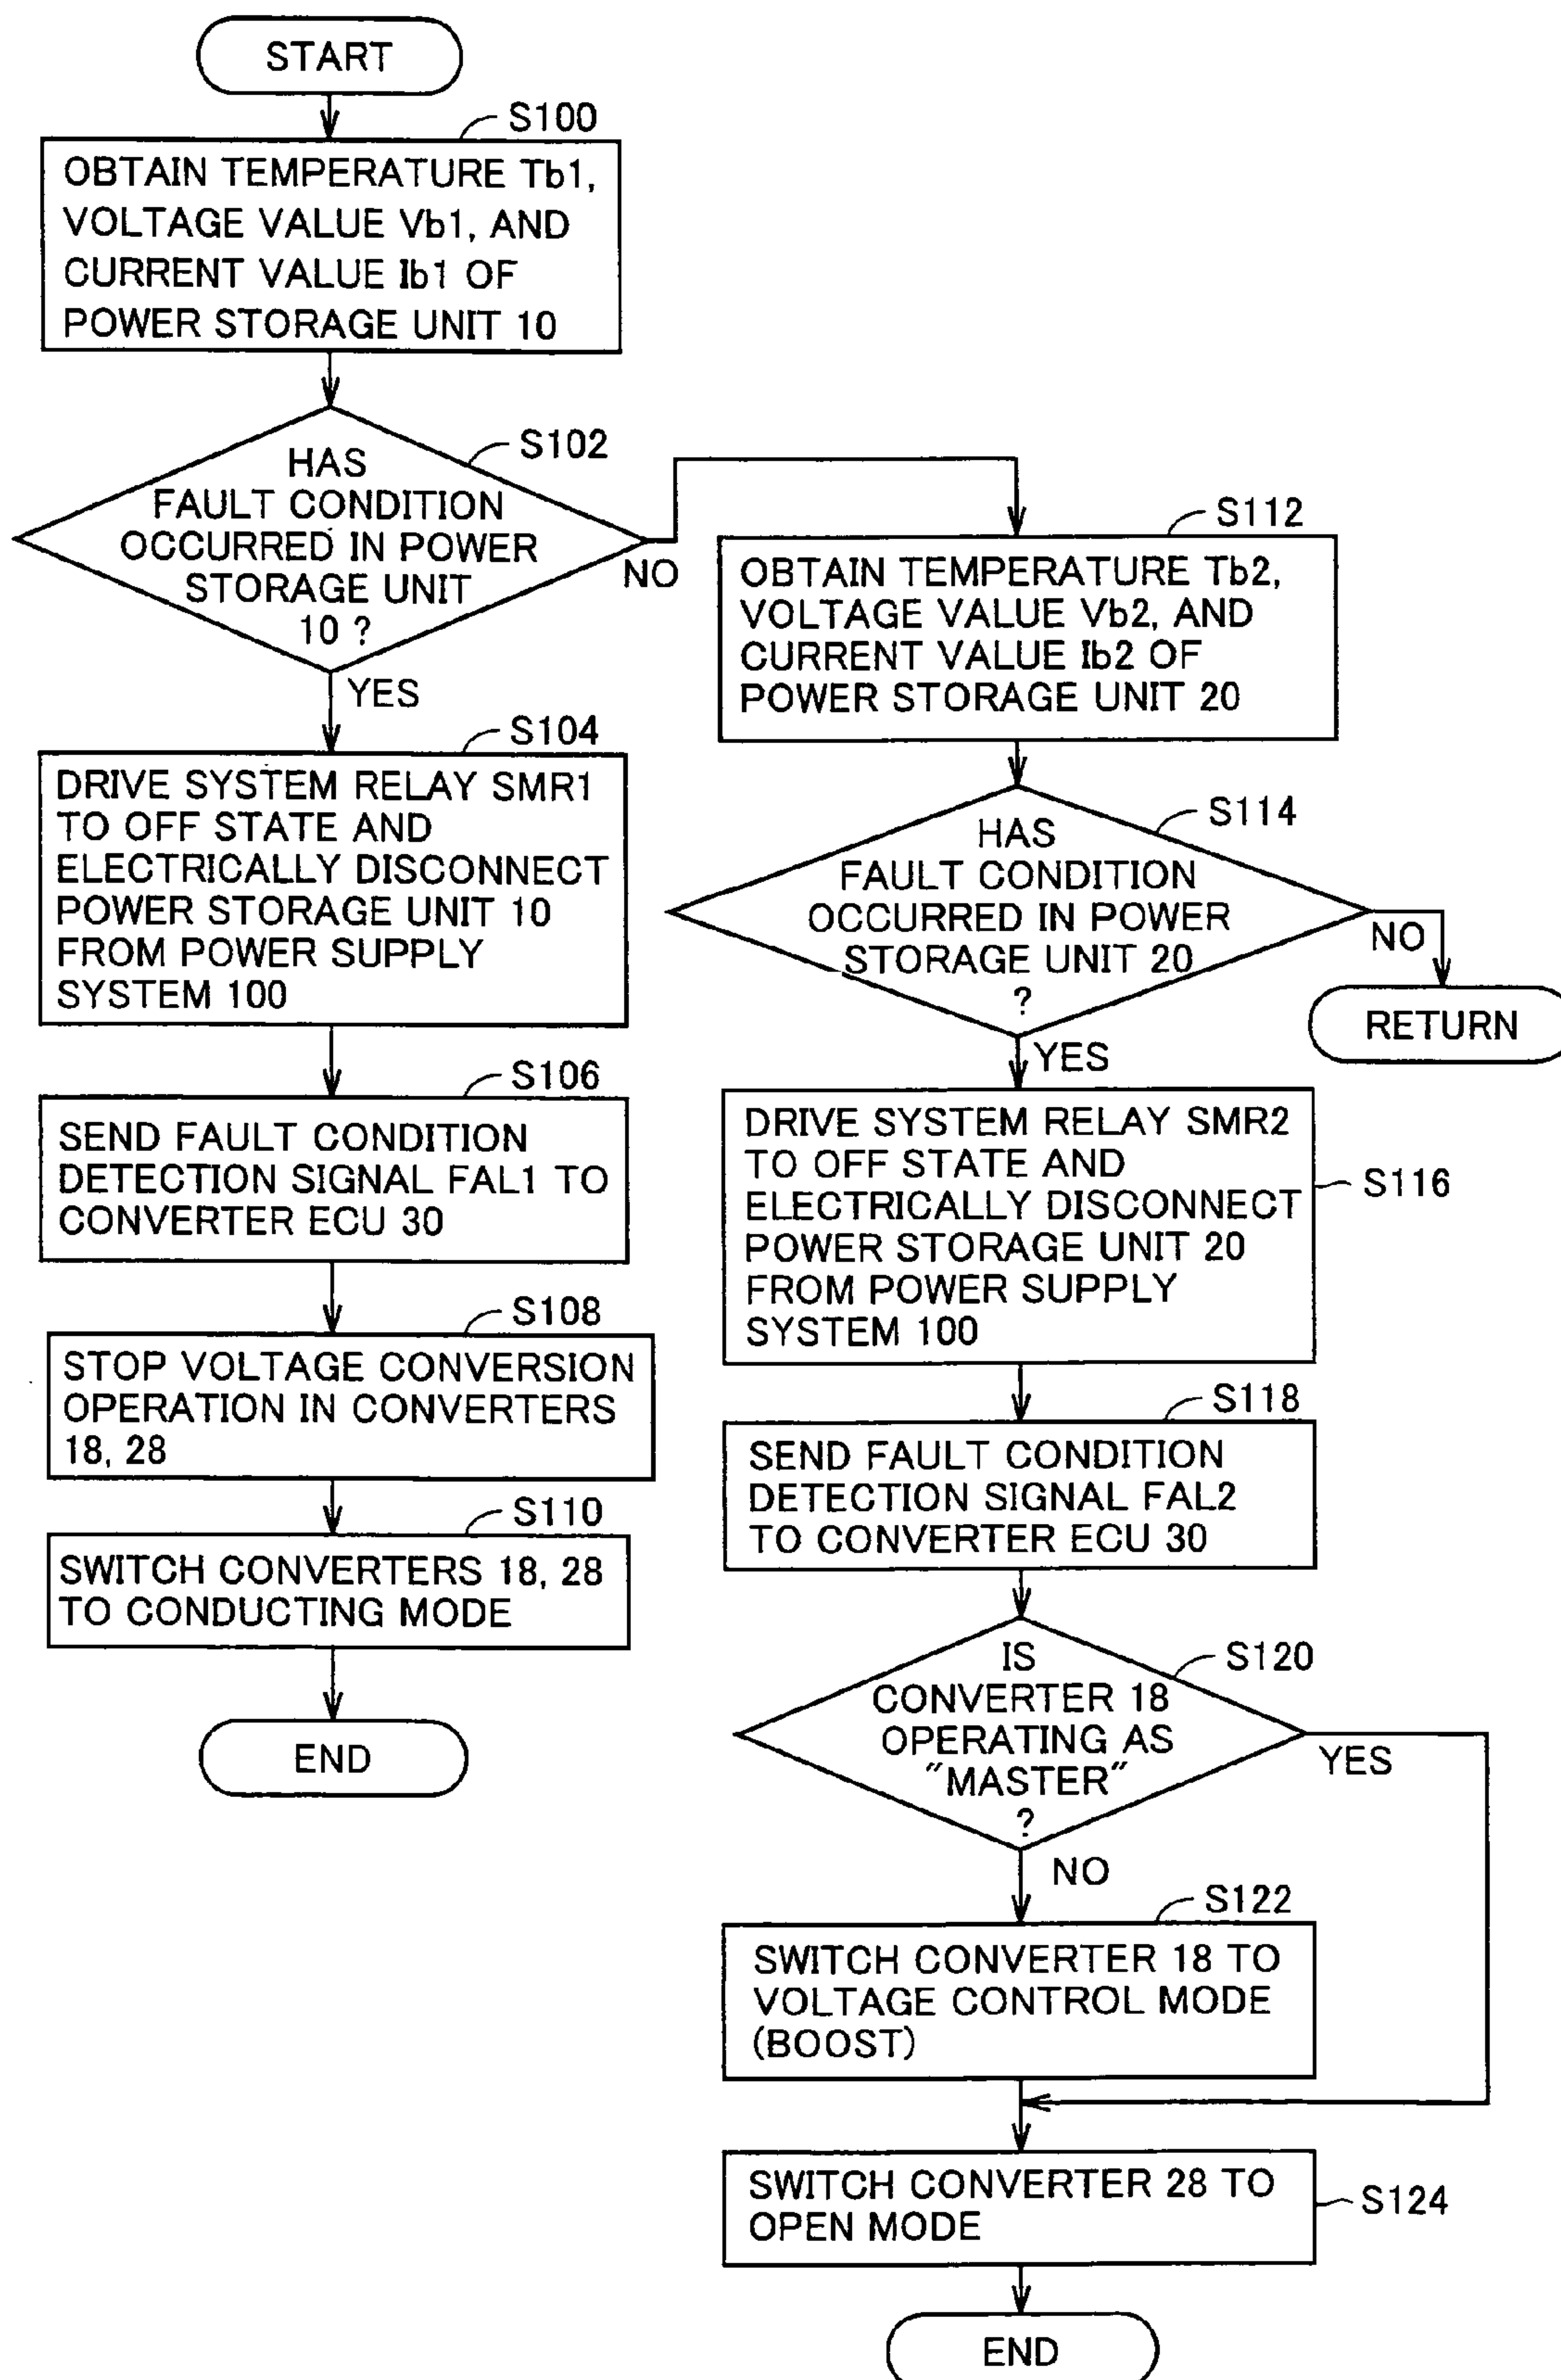 START
S100
OBTAIN TEMPERATURE Tb1,
VOLTAGE VALUE Vb1, AND
CURRENT VALUE Ib1 OF
POWER STORAGE UNIT 10
S102
HAS
FAULT CONDITION
OCCURRED IN POWER
STORAGE UNIT
10 ?
NO
YES
S104
DRIVE SYSTEM RELAY SMR1
TO OFF STATE AND
ELECTRICALLY DISCONNECT
POWER STORAGE UNIT 10
FROM POWER SUPPLY
SYSTEM 100
S106
SEND FAULT CONDITION
DETECTION SIGNAL FAL1 TO
CONVERTER ECU 30
S108
STOP VOLTAGE CONVERSION
OPERATION IN CONVERTERS
18, 28
S110
SWITCH CONVERTERS 18, 28
TO CONDUCTING MODE
END
S112
OBTAIN TEMPERATURE Tb2,
VOLTAGE VALUE Vb2, AND
CURRENT VALUE Ib2 OF
POWER STORAGE UNIT 20
S114
HAS
FAULT CONDITION
OCCURRED IN POWER
STORAGE UNIT 20
?
NO
RETURN
YES
DRIVE SYSTEM RELAY SMR2
TO OFF STATE AND
ELECTRICALLY DISCONNECT
POWER STORAGE UNIT 20
FROM POWER SUPPLY
SYSTEM 100
S116
S118
SEND FAULT CONDITION
DETECTION SIGNAL FAL2
TO CONVERTER ECU 30
S120
IS
CONVERTER 18
OPERATING AS
"MASTER"
?
YES
NO
S122
SWITCH CONVERTER 18 TO
VOLTAGE CONTROL MODE
(BOOST)
SWITCH CONVERTER 28 TO
OPEN MODE
S124
END